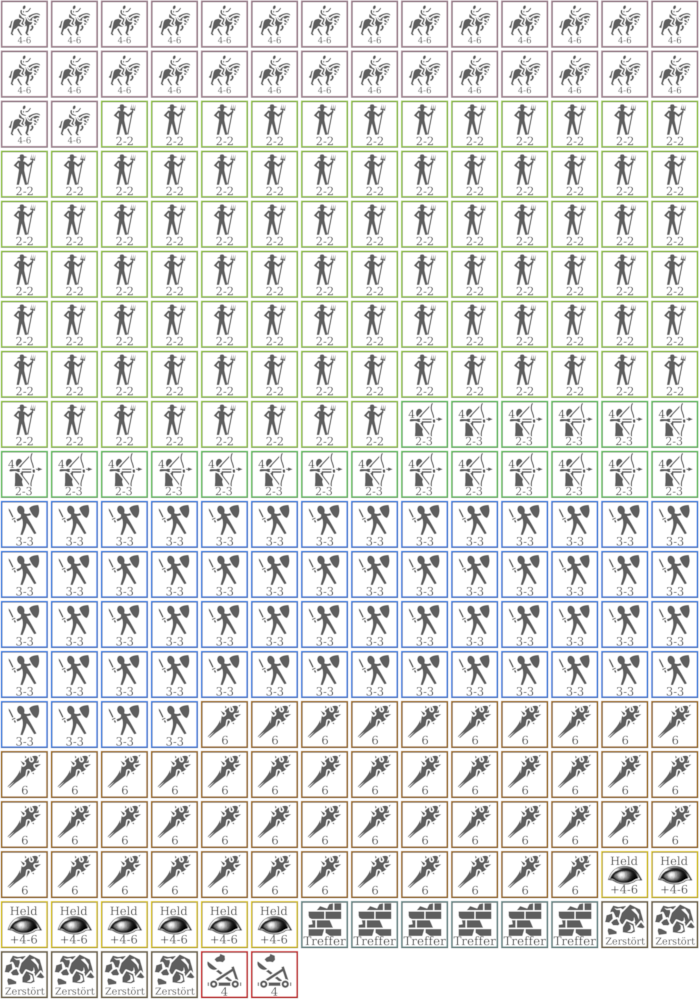 4-6 4-6 4-6 4-6 4-6 4-6 4-6 4-6 4-6 4-6 4-6 4-6 4-6 4-6
4-6 4-6 4-6 4-6 4-6 4-6 4-6 4-6 4-6 4-6 4-6 4-6 4-6 4-6
4-6 4-6 2-2 2-2 2-2 2-2 2-2 2-2 2-2 2-2 2-2 2-2 2-2 2-2
2-2 2-2 2-2 2-2 2-2 2-2 2-2 2-2 2-2 2-2 2-2 2-2 2-2 2-2
2-2 2-2 2-2 2-2 2-2 2-2 2-2 2-2 2-2 2-2 2-2 2-2 2-2 2-2
2-2 2-2 2-2 2-2 2-2 2-2 2-2 2-2 2-2 2-2 2-2 2-2 2-2 2-2
2-2 2-2 2-2 2-2 2-2 2-2 2-2 2-2 2-2 2-2 2-2 2-2 2-2 2-2
2-2 2-2 2-2 2-2 2-2 2-2 2-2 2-2 2-2 2-2 2-2 2-2 2-2 2-2
4 4 4 4 4 4
2-2 2-2 2-2 2-2 2-2 2-2 2-2 2-2 2-3 2-3 2-3 2-3 2-3 2-3
4 4 4 4 4 4 4 4 4 4 4 4 4 4
2-3 2-3 2-3 2-3 2-3 2-3 2-3 2-3 2-3 2-3 2-3 2-3 2-3 2-3
3-3 3-3 3-3 3-3 3-3 3-3 3-3 3-3 3-3 3-3 3-3 3-3 3-3 3-3
3-3 3-3 3-3 3-3 3-3 3-3 3-3 3-3 3-3 3-3 3-3 3-3 3-3 3-3
3-3 3-3 3-3 3-3 3-3 3-3 3-3 3-3 3-3 3-3 3-3 3-3 3-3 3-3
3-3 3-3 3-3 3-3 3-3 3-3 3-3 3-3 3-3 3-3 3-3 3-3 3-3 3-3
3-3 3-3 3-3 3-3 6 6 6 6 6 6 6 6 6 6
6 6 6 6 6 6 6 6 6 6 6 6 6 6
6 6 6 6 6 6 6 6 6 6 6 6 6 6
Held Held
6 6 6 6 6 6 6 6 6 6 6 6 +4-6 +4-6
Held Held Held Held Held Held
+4-6 +4-6 +4-6 +4-6 +4-6 +4-6 Treffer Treffer Treffer Treffer Treffer Treffer Zerstört Zerstört
Zerstört Zerstört Zerstört Zerstört 4 4